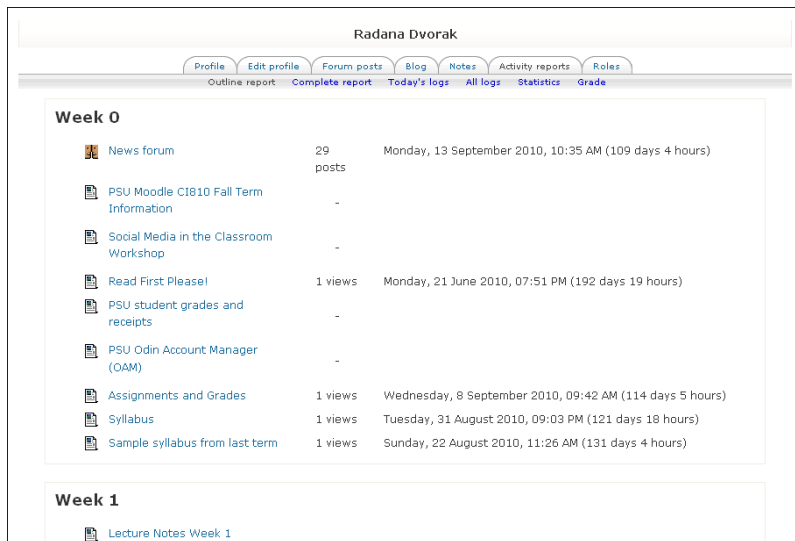 Radana Dvorak
Profile Edit profile Forum posts Blog Notes Activity reports Roles
Outline report Complete report Today's logs All logs Statistics Grade
Week 0
News forum 29 posts Monday, 13 September 2010, 10:35 AM (109 days 4 hours)
PSU Moodle CI810 Fall Term
Information -
Social Media in the Classroom
Workshop -
Read First Please! 1 views Monday, 21 June 2010, 07:51 PM (192 days 19 hours)
PSU student grades and
receipts -
PSU Odin Account Manager
(OAM) -
Assignments and Grades 1 views Wednesday, 8 September 2010, 09:42 AM (114 days 5 hours)
Syllabus 1 views Tuesday, 31 August 2010, 09:03 PM (121 days 18 hours)
Sample syllabus from last term 1 views Sunday, 22 August 2010, 11:26 AM (131 days 4 hours)
Week 1
Lecture Notes Week 1